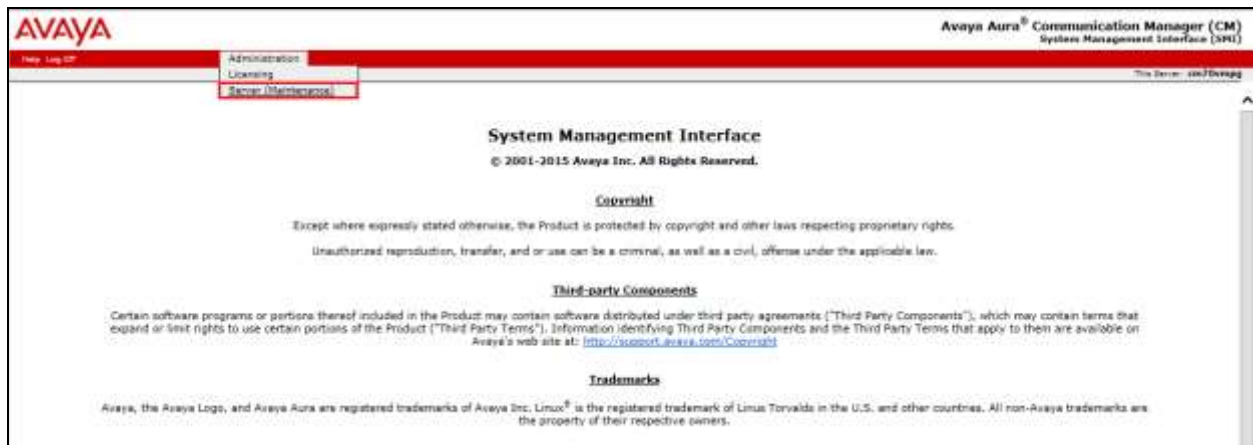 AVAYA
Avaya Aura® Communication Manager (CM)
System Management Interface (SMI)
Help Log Off
Administration
Licensing
This Server:
Server (Maintenance)
System Management Interface
© 2001-2015 Avaya Inc. All Rights Reserved.
Copyright
Except where expressly stated otherwise, the Product is protected by copyright and other laws respecting proprietary rights.
Unauthorized reproduction, transfer, and or use can be a criminal, as well as a civil, offense under the applicable law.
Third-party Components
Certain software programs or portions thereof included in the Product may contain software distributed under third party agreements ("Third Party Components"), which may contain terms that
expand or limit rights to use certain portions of the Product ("Third Party Terms"). Information identifying Third Party Components and the Third Party Terms that apply to them are available on
Avaya's web site at: http://support.avaya.com/Copyright
Trademarks
Avaya, the Avaya Logo, and Avaya Aura are registered trademarks of Avaya Inc. Linux® is the registered trademark of Linus Torvalds in the U.S. and other countries. All non-Avaya trademarks are
the property of their respective owners.